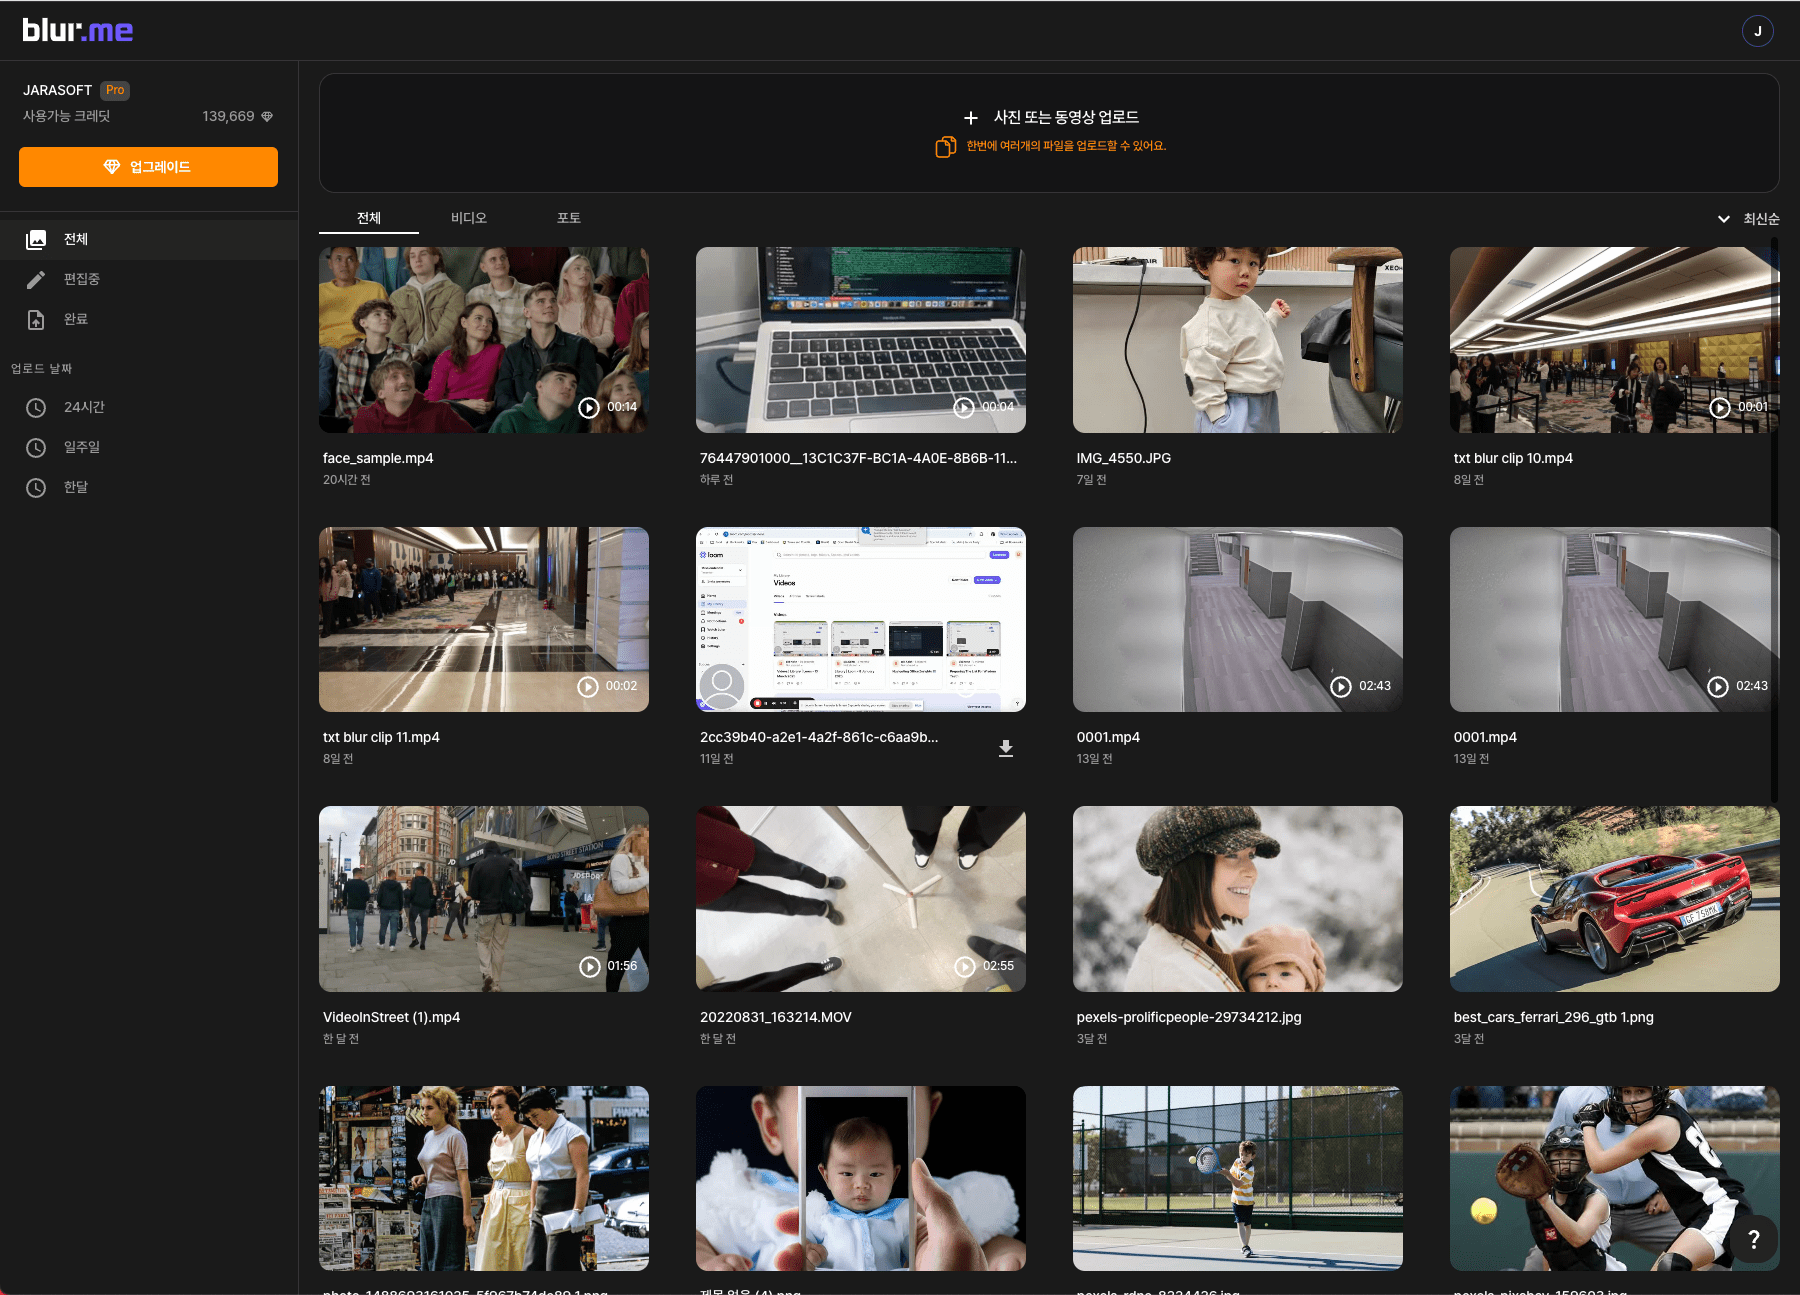 blur.me
J
JARASOFT Pro
사용가능 크레딧 139,669
업그레이드
전체
편집중
완료
업로드 날짜
24시간
일주일
한달
사진 또는 동영상 업로드
한번에 여러개의 파일을 업로드할 수 있어요.
전체 비디오 포토 최신순
00:14
00:04
00:01
face_sample.mp4
20시간 전
76447901000__13C1C37F-BC1A-4A0E-8B6B-11...
하루 전
IMG_4550.JPG
7일 전
txt blur clip 10.mp4
8일 전
00:02
loom
Videos
Videos
02:43
02:43
txt blur clip 11.mp4
8일 전
2cc39b40-a2e1-4a2f-861c-c6aa9b...
11일 전
0001.mp4
13일 전
0001.mp4
13일 전
BOND STREET STATION
01:56
02:55
VideoInStreet (1).mp4
한 달 전
20220831_163214.MOV
한 달 전
pexels-prolificpeople-29734212.jpg
3달 전
best_cars_ferrari_296_gtb 1.png
3달 전
?